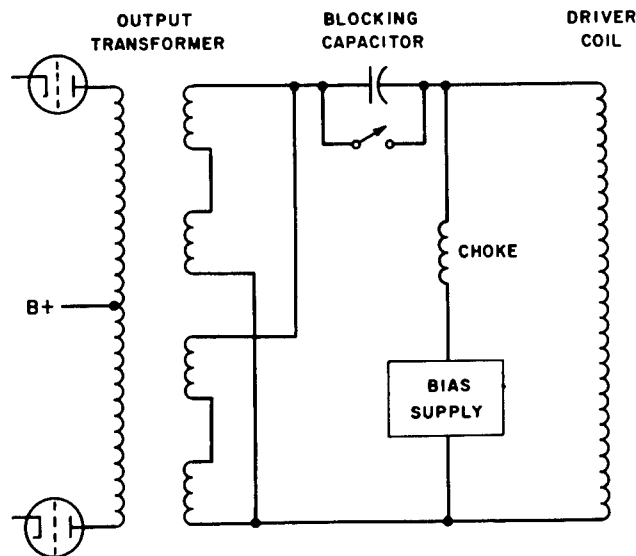 OUTPUT
TRANSFORMER
BLOCKING
CAPACITOR
DRIVER
COIL
CHOKE
B+
BIAS
SUPPLY